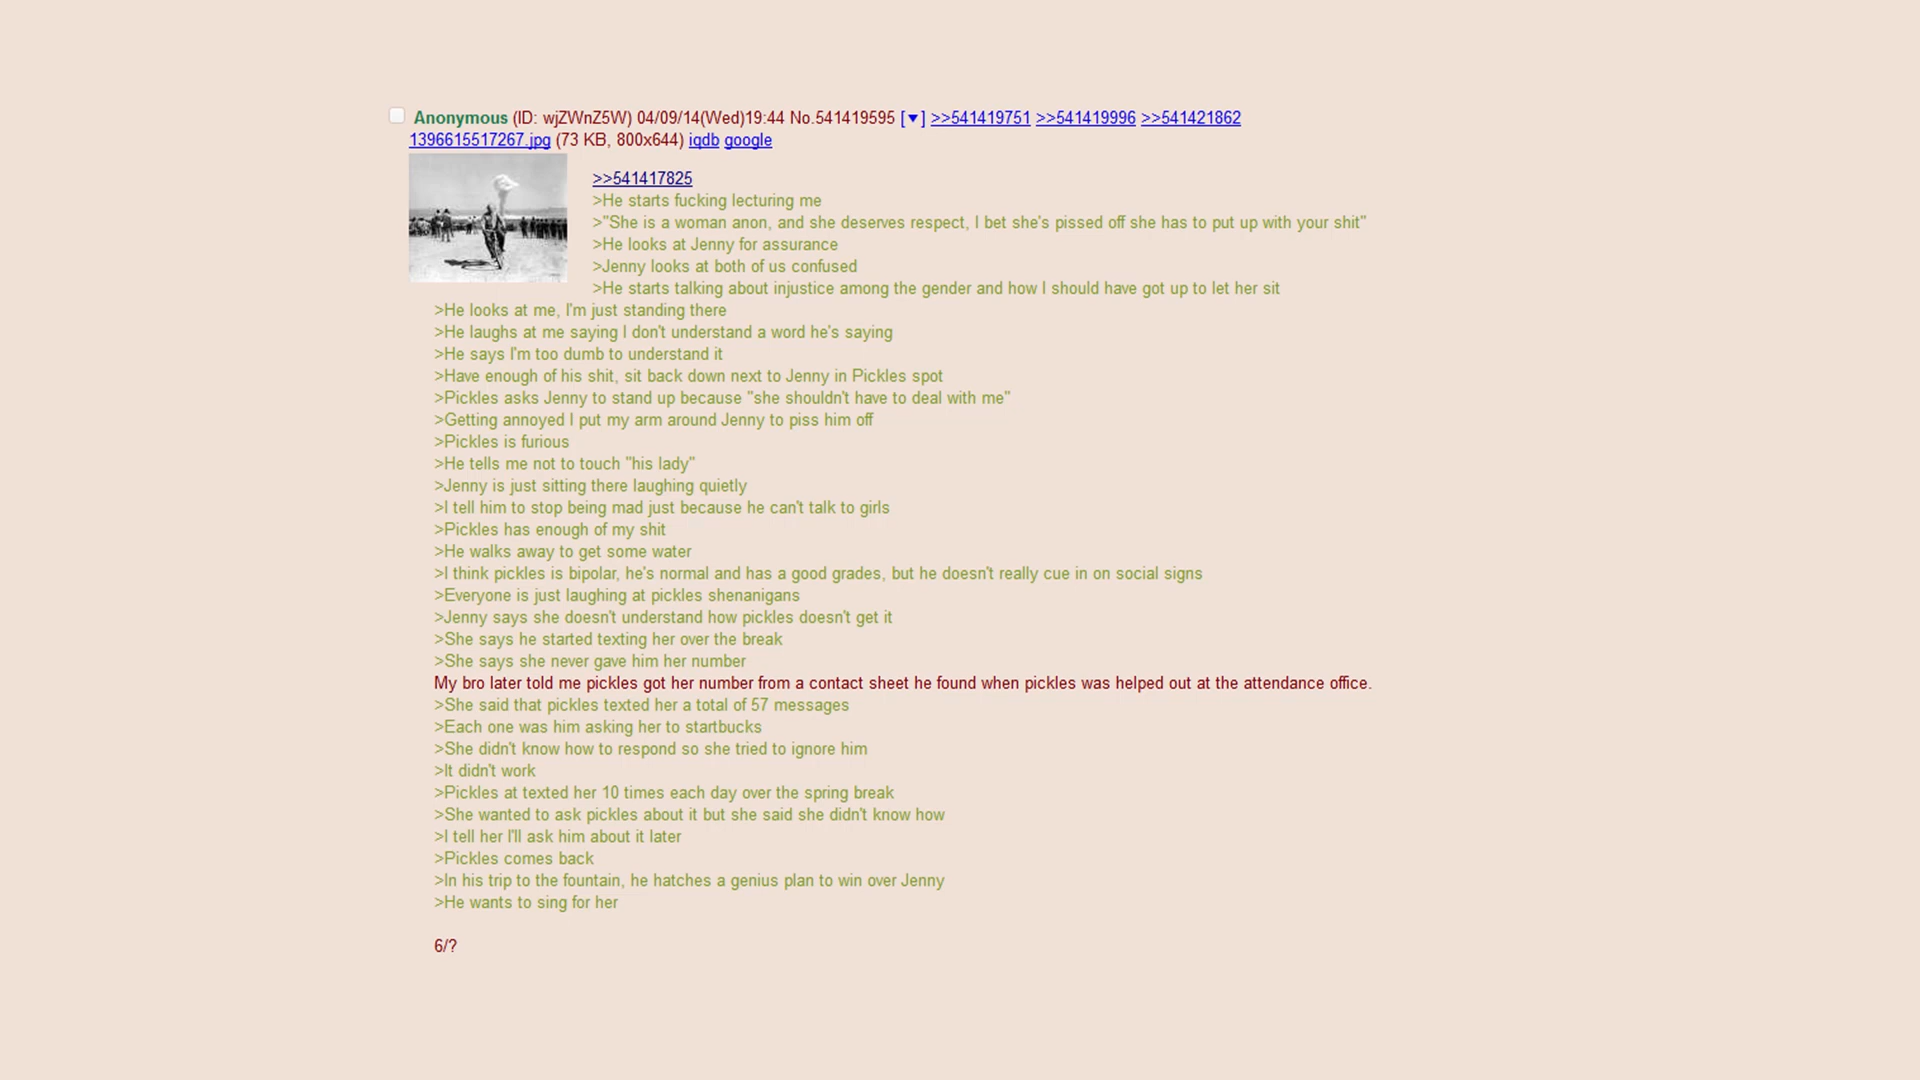 Anonymous (ID: wjZWnZ5W) 04/09/14(Wed)19:44 No.541419595 [▼] >>541419751 >>541419996 >>541421862
1396615517267.jpg (73 KB, 800x644) iqdb google
>>541417825
>He starts fucking lecturing me
>"She is a woman anon, and she deserves respect, I bet she's pissed off she has to put up with your shit"
>He looks at Jenny for assurance
>Jenny looks at both of us confused
>He starts talking about injustice among the gender and how I should have got up to let her sit
>He looks at me, I'm just standing there
>He laughs at me saying I don't understand a word he's saying
>He says I'm too dumb to understand it
>Have enough of his shit, sit back down next to Jenny in Pickles spot
>Pickles asks Jenny to stand up because "she shouldn't have to deal with me"
>Getting annoyed I put my arm around Jenny to piss him off
>Pickles is furious
>He tells me not to touch "his lady"
>Jenny is just sitting there laughing quietly
>I tell him to stop being mad just because he can't talk to girls
>Pickles has enough of my shit
>He walks away to get some water
>I think pickles is bipolar, he's normal and has a good grades, but he doesn't really cue in on social signs
>Everyone is just laughing at pickles shenanigans
>Jenny says she doesn't understand how pickles doesn't get it
>She says he started texting her over the break
>She says she never gave him her number
My bro later told me pickles got her number from a contact sheet he found when pickles was helped out at the attendance office.
>She said that pickles texted her a total of 57 messages
>Each one was him asking her to startbucks
>She didn't know how to respond so she tried to ignore him
>It didn't work
>Pickles at texted her 10 times each day over the spring break
>She wanted to ask pickles about it but she said she didn't know how
>I tell her I'll ask him about it later
>Pickles comes back
>In his trip to the fountain, he hatches a genius plan to win over Jenny
>He wants to sing for her
6/?